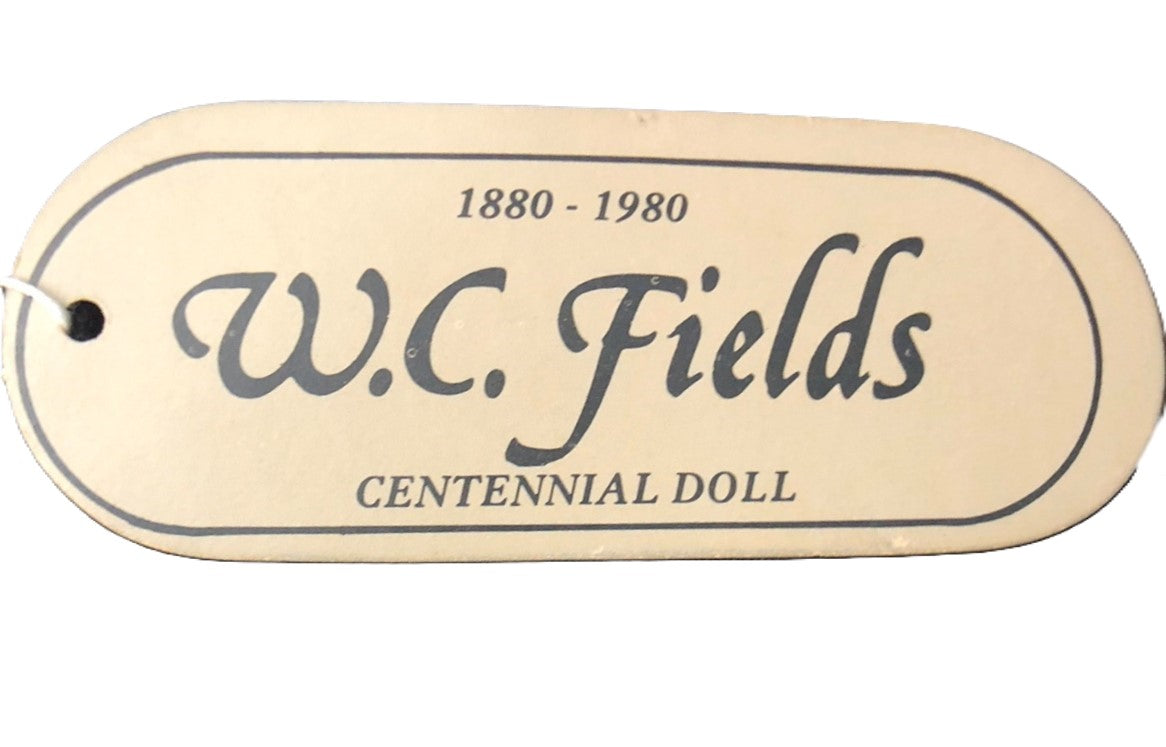 1880 - 1980
W.C. Fields
CENTENNIAL DOLL